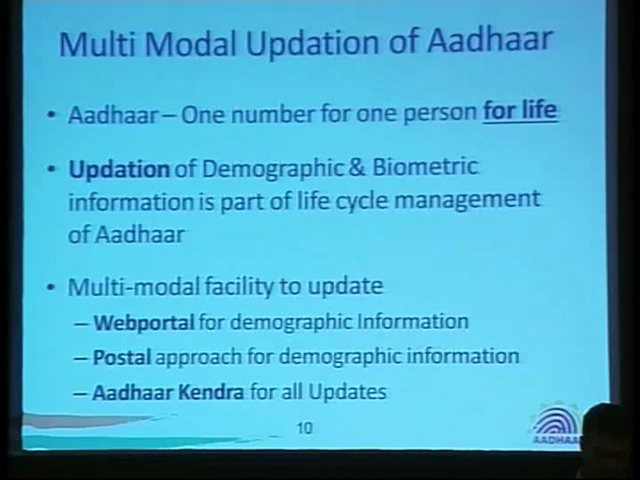 Multi Modal Updation of Aadhaar
• Aadhaar – One number for one person for life
• Updation of Demographic & Biometric
information is part of life cycle management
of Aadhaar
• Multi-modal facility to update
– Webportal for demographic Information
– Postal approach for demographic information
– Aadhaar Kendra for all Updates
10
AADHAA